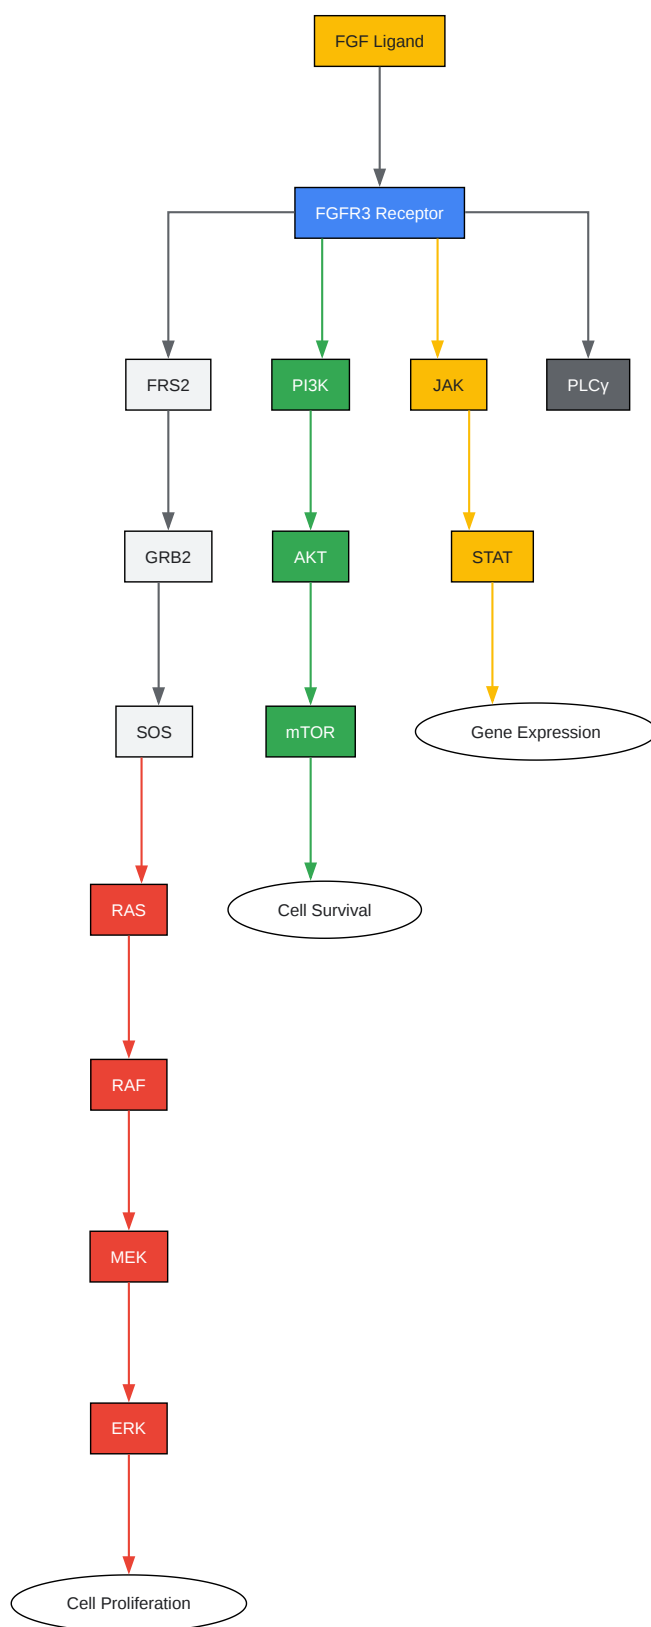 FGF Ligand
FGFR3 Receptor
FRS2
PI3K
JAK
PLCγ
GRB2
AKT
STAT
SOS
mTOR
Gene Expression
RAS
Cell Survival
RAF
MEK
ERK
Cell Proliferation